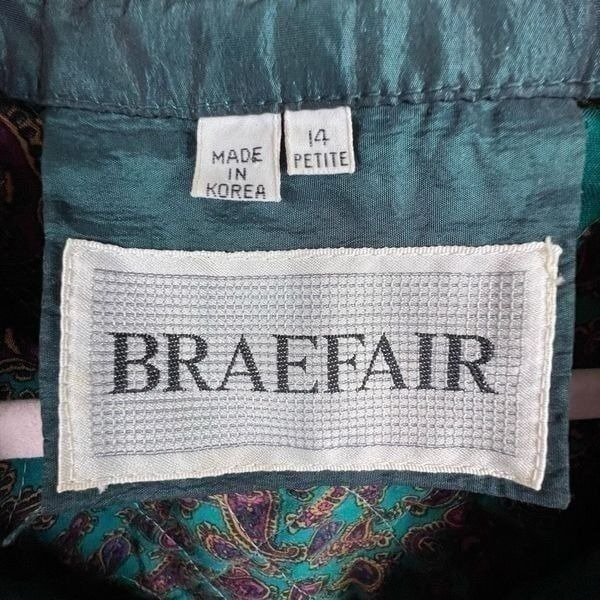 MADE
IN
KOREA
14
PETITE
BRAEFAIR